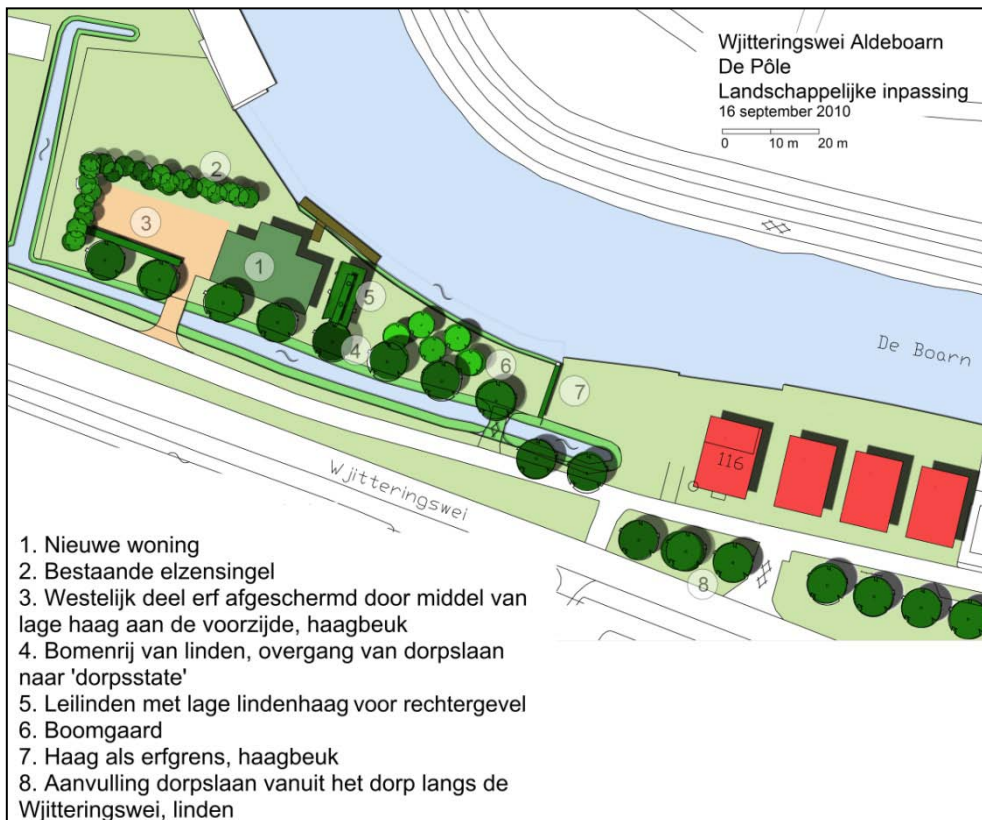 Wjitteringswei Aldeboarn
De Pôle
Landschappelijke inpassing
16 september 2010
0 10 m 20 m
2
3
1
5
4
6
7
De Boarn
116
Wjitteringswei
8
1. Nieuwe woning
2. Bestaande elzensingel
3. Westelijk deel erf afgeschermd door middel van
lage haag aan de voorzijde, haagbeuk
4. Bomenrij van linden, overgang van dorpslaan
naar 'dorpsstate'
5. Leilinden met lage lindenhaag voor rechtergevel
6. Boomgaard
7. Haag als erfgrens, haagbeuk
8. Aanvulling dorpslaan vanuit het dorp langs de
Wjitteringswei, linden